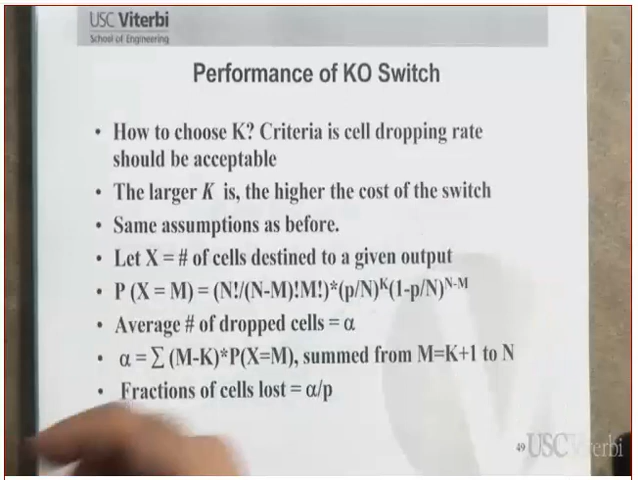 USC Viterbi
School of Engineering
Performance of KO Switch
• How to choose K? Criteria is cell dropping rate
should be acceptable
• The larger K is, the higher the cost of the switch
• Same assumptions as before.
• Let X = # of cells destined to a given output
• P (X = M) = (N!/(N-M)!M!)*(p/N)ᴷ(1-p/N)ᴺ⁻ᴹ
• Average # of dropped cells = α
• α = ∑ (M-K)*P(X=M), summed from M=K+1 to N
• Fractions of cells lost = α/p
49 USC Viterbi